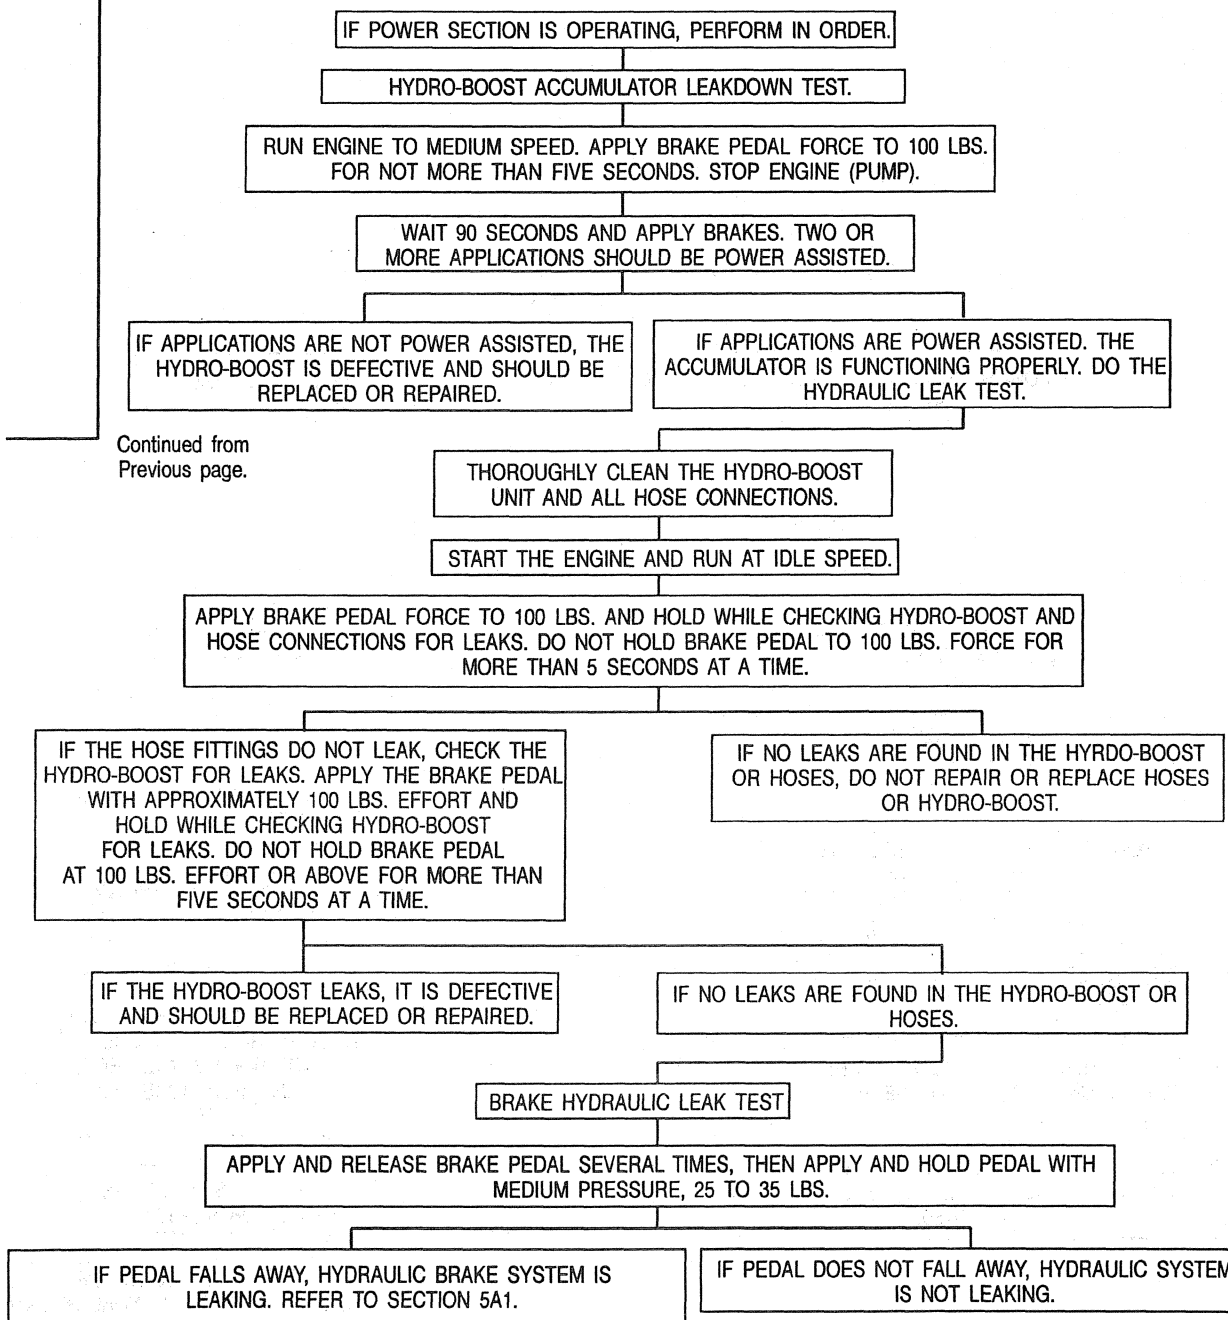 IF POWER SECTION IS OPERATING, PERFORM IN ORDER.
HYDRO-BOOST ACCUMULATOR LEAKDOWN TEST.
RUN ENGINE TO MEDIUM SPEED. APPLY BRAKE PEDAL FORCE TO 100 LBS.
FOR NOT MORE THAN FIVE SECONDS. STOP ENGINE (PUMP).
WAIT 90 SECONDS AND APPLY BRAKES. TWO OR
MORE APPLICATIONS SHOULD BE POWER ASSISTED.
IF APPLICATIONS ARE NOT POWER ASSISTED, THE
HYDRO-BOOST IS DEFECTIVE AND SHOULD BE
REPLACED OR REPAIRED.
IF APPLICATIONS ARE POWER ASSISTED. THE
ACCUMULATOR IS FUNCTIONING PROPERLY. DO THE
HYDRAULIC LEAK TEST.
Continued from
Previous page.
THOROUGHLY CLEAN THE HYDRO-BOOST
UNIT AND ALL HOSE CONNECTIONS.
START THE ENGINE AND RUN AT IDLE SPEED.
APPLY BRAKE PEDAL FORCE TO 100 LBS. AND HOLD WHILE CHECKING HYDRO-BOOST AND
HOSE CONNECTIONS FOR LEAKS. DO NOT HOLD BRAKE PEDAL TO 100 LBS. FORCE FOR
MORE THAN 5 SECONDS AT A TIME.
IF THE HOSE FITTINGS DO NOT LEAK, CHECK THE
HYDRO-BOOST FOR LEAKS. APPLY THE BRAKE PEDAL
WITH APPROXIMATELY 100 LBS. EFFORT AND
HOLD WHILE CHECKING HYDRO-BOOST
FOR LEAKS. DO NOT HOLD BRAKE PEDAL
AT 100 LBS. EFFORT OR ABOVE FOR MORE THAN
FIVE SECONDS AT A TIME.
IF NO LEAKS ARE FOUND IN THE HYRDO-BOOST
OR HOSES, DO NOT REPAIR OR REPLACE HOSES
OR HYDRO-BOOST.
IF THE HYDRO-BOOST LEAKS, IT IS DEFECTIVE
AND SHOULD BE REPLACED OR REPAIRED.
IF NO LEAKS ARE FOUND IN THE HYDRO-BOOST OR
HOSES.
BRAKE HYDRAULIC LEAK TEST
APPLY AND RELEASE BRAKE PEDAL SEVERAL TIMES, THEN APPLY AND HOLD PEDAL WITH
MEDIUM PRESSURE, 25 TO 35 LBS.
IF PEDAL FALLS AWAY, HYDRAULIC BRAKE SYSTEM IS
LEAKING. REFER TO SECTION 5A1.
IF PEDAL DOES NOT FALL AWAY, HYDRAULIC SYSTEM
IS NOT LEAKING.